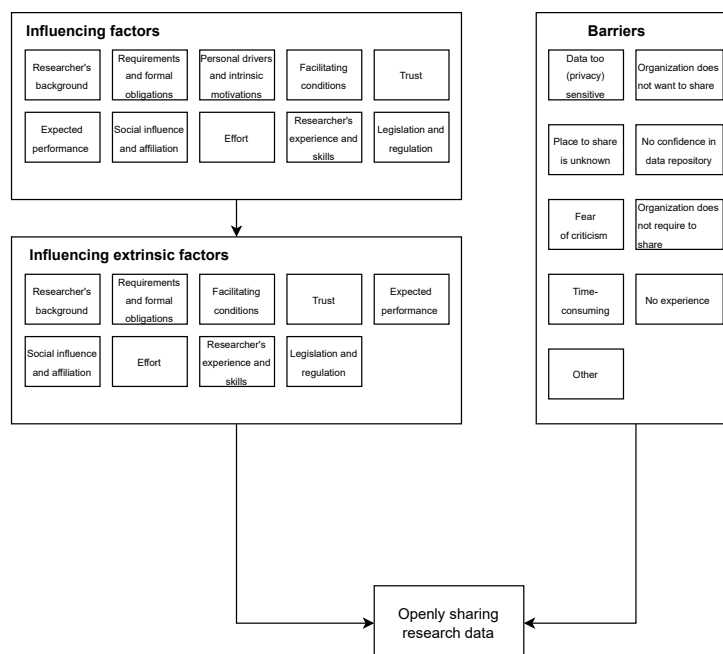 Influencing factors
Researcher's
background
Requirements
and formal
obligations
Personal drivers
and intrinsic
motivations
Facilitating
conditions
Trust
Expected
performance
Social influence
and affiliation
Effort
Researcher's
experience and
skills
Legislation and
regulation
Influencing extrinsic factors
Researcher's
background
Requirements
and formal
obligations
Facilitating
conditions
Trust
Expected
performance
Social influence
and affiliation
Effort
Researcher's
experience and
skills
Legislation and
regulation
Barriers
Data too
(privacy)
sensitive
Organization does
not want to share
Place to share
is unknown
No confidence in
data repository
Fear
of criticism
Organization does
not require to
share
Time-
consuming
No experience
Other
Openly sharing
research data